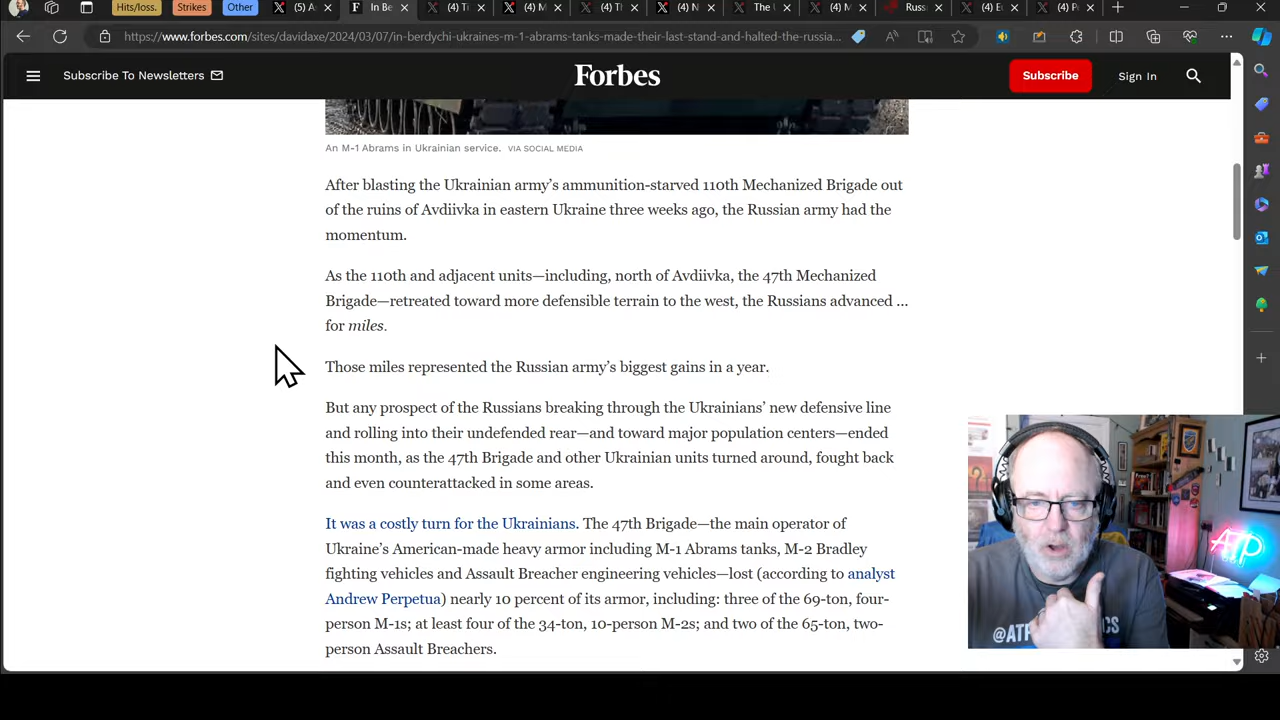 Hits/loss.
Strikes
Other
(5) A
In Be
(4) Ti
(4) M
(4) Th
(4) N
The U
(4) M
Russ
(4) E
(4) P
https://www.forbes.com/sites/davidaxe/2024/03/07/in-berdychi-ukraines-m-1-abrams-tanks-made-their-last-stand-and-halted-the-russia...
Subscribe To Newsletters
Forbes
Subscribe
Sign In
An M-1 Abrams in Ukrainian service. VIA SOCIAL MEDIA
After blasting the Ukrainian army’s ammunition-starved 110th Mechanized Brigade out
of the ruins of Avdiivka in eastern Ukraine three weeks ago, the Russian army had the
momentum.
As the 110th and adjacent units—including, north of Avdiivka, the 47th Mechanized
Brigade—retreated toward more defensible terrain to the west, the Russians advanced ...
for miles.
Those miles represented the Russian army’s biggest gains in a year.
But any prospect of the Russians breaking through the Ukrainians’ new defensive line
and rolling into their undefended rear—and toward major population centers—ended
this month, as the 47th Brigade and other Ukrainian units turned around, fought back
and even counterattacked in some areas.
It was a costly turn for the Ukrainians. The 47th Brigade—the main operator of
Ukraine’s American-made heavy armor including M-1 Abrams tanks, M-2 Bradley
fighting vehicles and Assault Breacher engineering vehicles—lost (according to analyst
Andrew Perpetua) nearly 10 percent of its armor, including: three of the 69-ton, four-
person M-1s; at least four of the 34-ton, 10-person M-2s; and two of the 65-ton, two-
person Assault Breachers.
ATP
@ATP